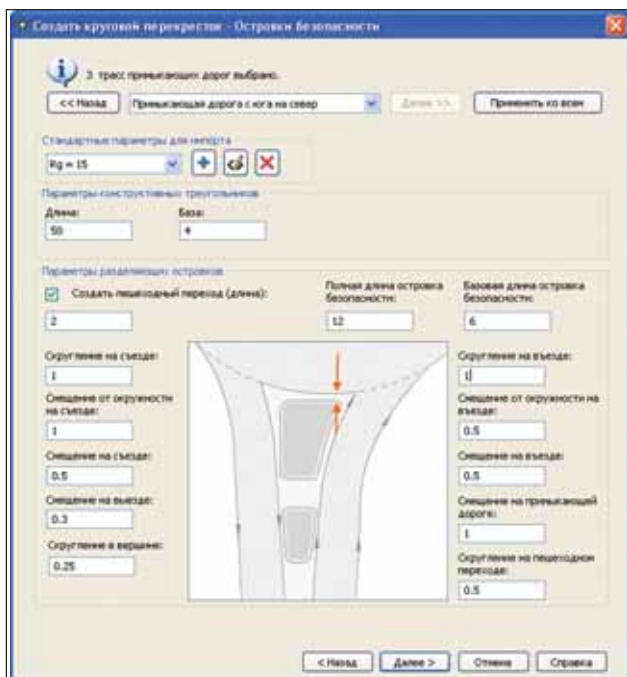 Создать круговой перекресток - Островки безопасности
3 трасс примыкающих дорог выбрано.
<< Назад
Примыкающая дорога с юга на север
Далее >>
Применить ко всем
Стандартные параметры для импорта
Rg = 15
Параметры конструктивных треугольников
Длина:
База:
50
4
Параметры разделяющих островков
Создать пешеходный переход (длина):
Полная длина островка безопасности:
Базовая длина островка безопасности:
2
12
6
Скругление на съезде:
1
Смещение от окружности на съезде:
1
Смещение на съезде:
0.5
Смещение на выезде:
0.3
Скругление в вершине:
0.25
Скругление на въезде:
1
Смещение от окружности на въезде:
0.5
Смещение на въезде:
0.5
Смещение на примыкающей дороге:
1
Скругление на пешеходном переходе:
0.5
< Назад
Далее >
Отмена
Справка